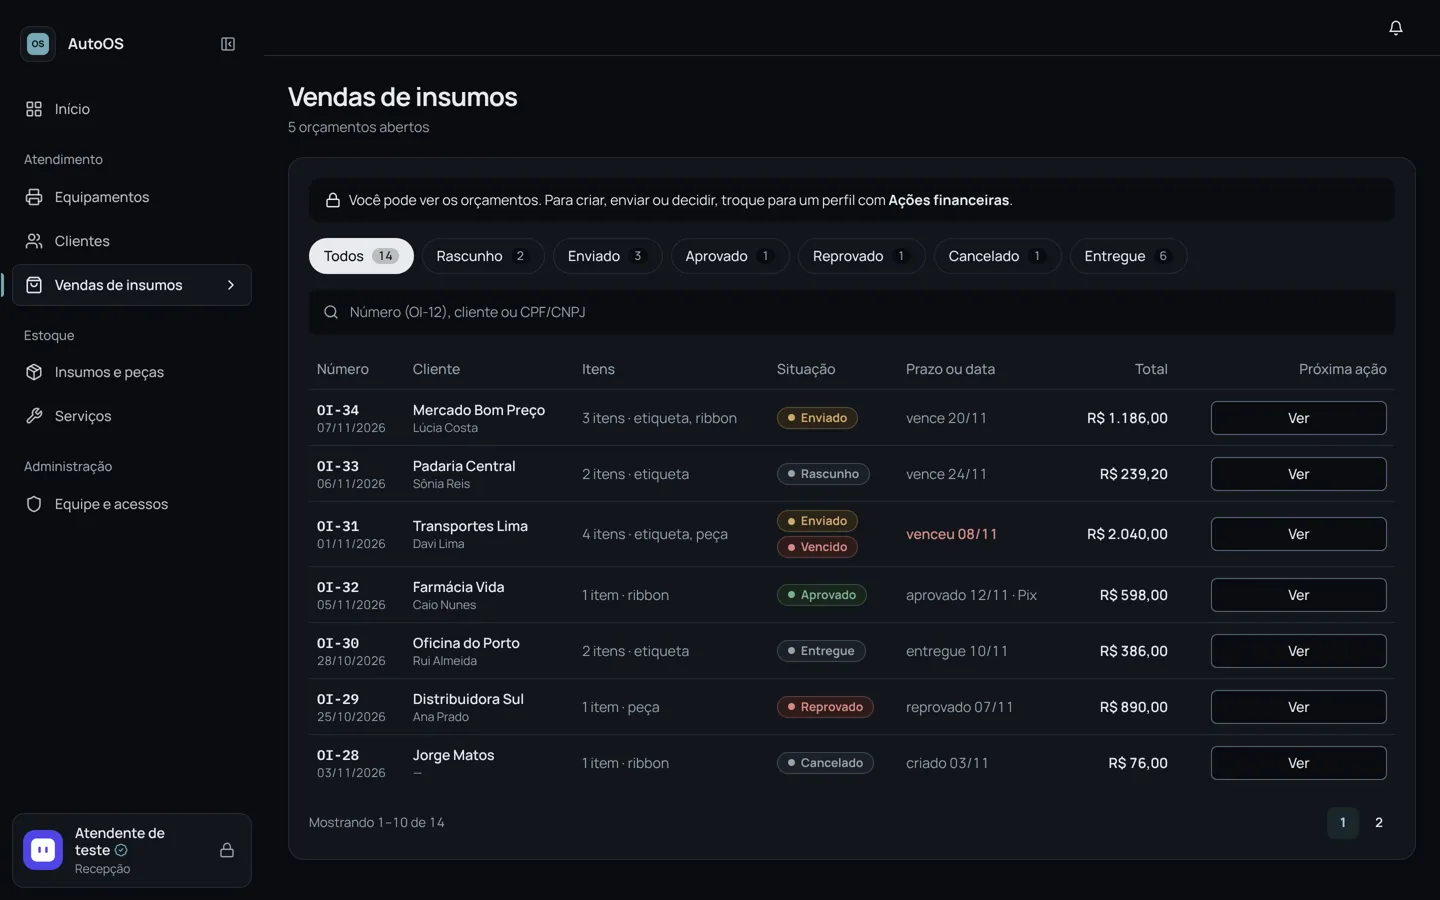 OS AutoOS
Início
Atendimento
Equipamentos
Clientes
Vendas de insumos
Estoque
Insumos e peças
Serviços
Administração
Equipe e acessos
Atendente de
teste
Recepção
Vendas de insumos
5 orçamentos abertos
Você pode ver os orçamentos. Para criar, enviar ou decidir, troque para um perfil com Ações financeiras.
Todos 14 Rascunho 2 Enviado 3 Aprovado 1 Reprovado 1 Cancelado 1 Entregue 6
Número (OI-12), cliente ou CPF/CNPJ
Número Cliente Itens Situação Prazo ou data Total Próxima ação
OI-34 Mercado Bom Preço 3 itens · etiqueta, ribbon Enviado vence 20/11 R$ 1.186,00 Ver
07/11/2026 Lúcia Costa
OI-33 Padaria Central 2 itens · etiqueta Rascunho vence 24/11 R$ 239,20 Ver
06/11/2026 Sônia Reis
OI-31 Transportes Lima 4 itens · etiqueta, peça Enviado venceu 08/11 R$ 2.040,00 Ver
01/11/2026 Davi Lima Vencido
OI-32 Farmácia Vida 1 item · ribbon Aprovado aprovado 12/11 · Pix R$ 598,00 Ver
05/11/2026 Caio Nunes
OI-30 Oficina do Porto 2 itens · etiqueta Entregue entregue 10/11 R$ 386,00 Ver
28/10/2026 Rui Almeida
OI-29 Distribuidora Sul 1 item · peça Reprovado reprovado 07/11 R$ 890,00 Ver
25/10/2026 Ana Prado
OI-28 Jorge Matos 1 item · ribbon Cancelado criado 03/11 R$ 76,00 Ver
03/11/2026 —
Mostrando 1–10 de 14 1 2